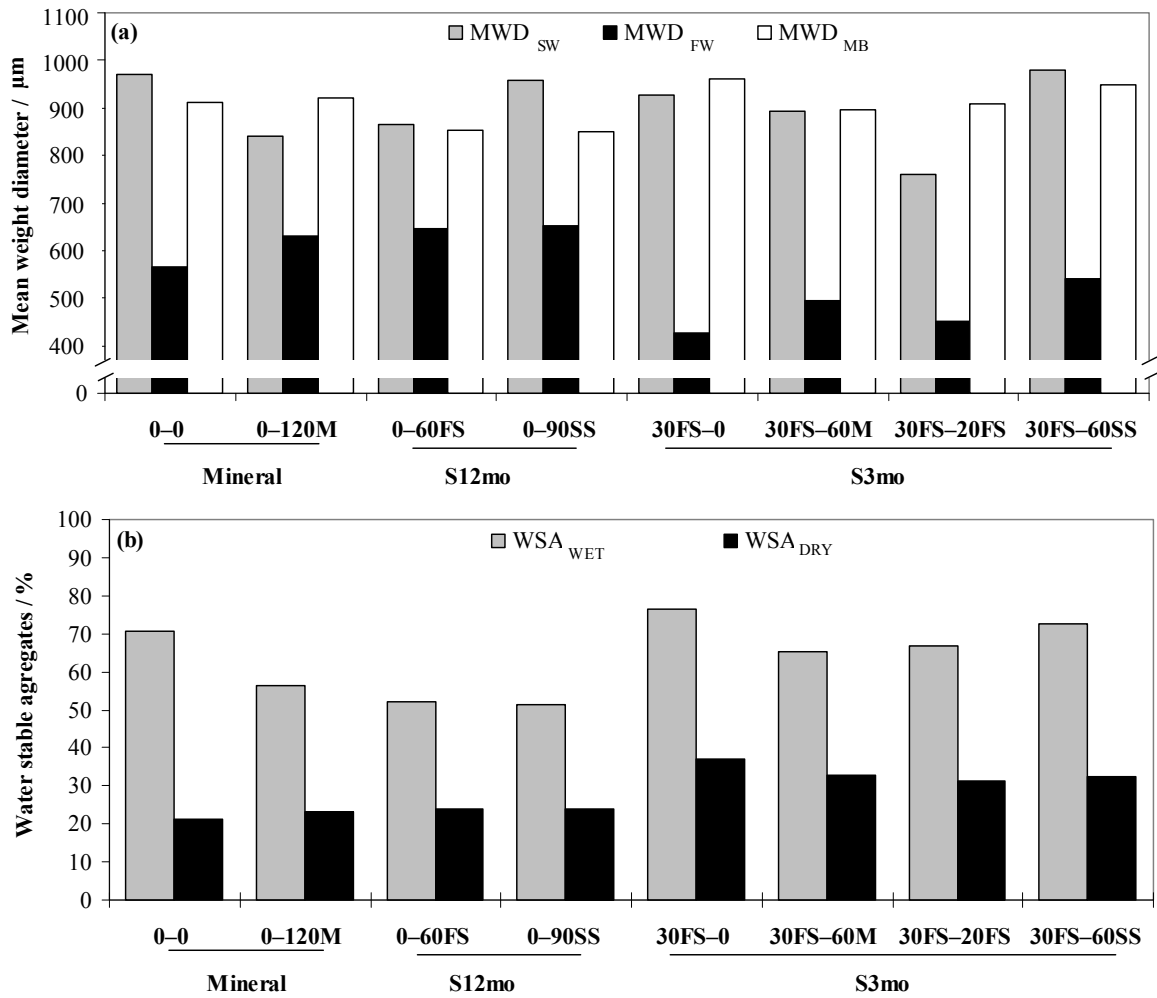 1100
(a)
MWD SW MWD FW MWD MB
1000
900
800
700
600
500
400
0
Mean weight diameter / µm
0–0 0–120M 0–60FS 0–90SS 30FS–0 30FS–60M 30FS–20FS 30FS–60SS
Mineral S12mo S3mo
100
(b)
WSA WET WSA DRY
90
80
70
60
50
40
30
20
10
0
Water stable agregates / %
0–0 0–120M 0–60FS 0–90SS 30FS–0 30FS–60M 30FS–20FS 30FS–60SS
Mineral S12mo S3mo